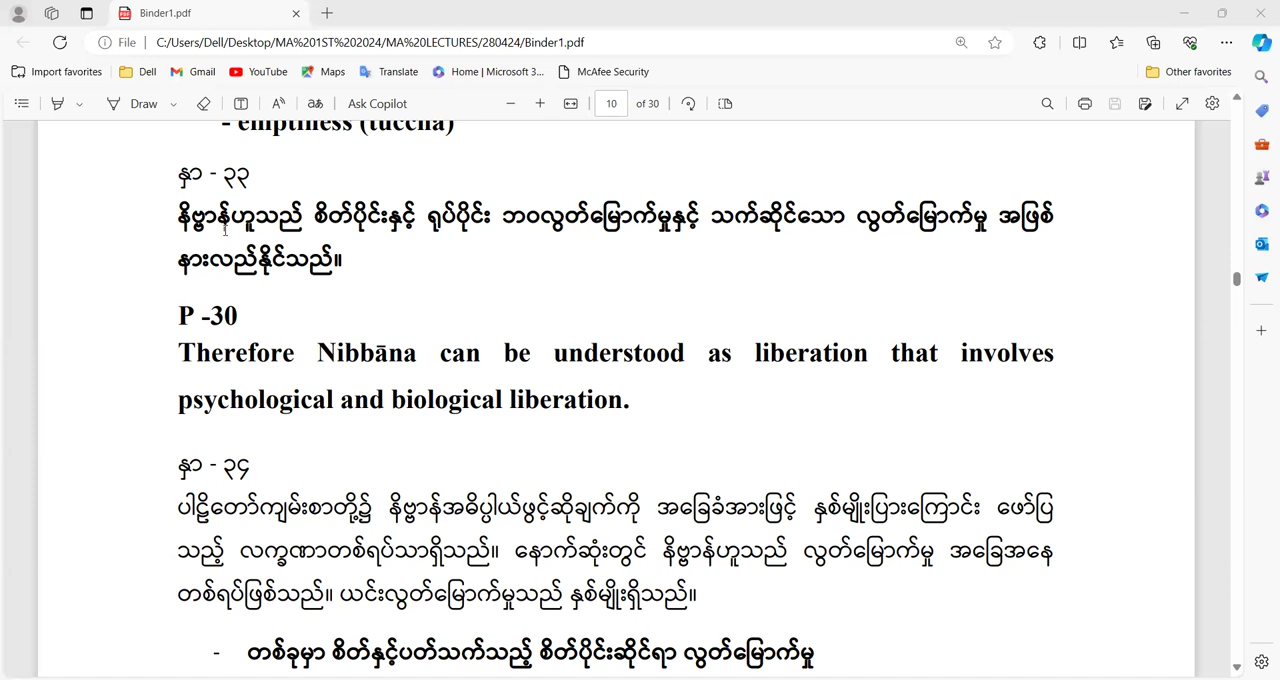 Binder1.pdf
File
C:/Users/Dell/Desktop/MA%201ST%202024/MA%20LECTURES/280424/Binder1.pdf
Import favorites Dell Gmail YouTube Maps Translate Home | Microsoft 3... McAfee Security Other favorites
Draw Ask Copilot 10 of 30
- emptiness (tuccha)
နှာ - ၃၃
နိဗ္ဗာန်ဟူသည် စိတ်ပိုင်းနှင့် ရုပ်ပိုင်း ဘဝလွတ်မြောက်မှုနှင့် သက်ဆိုင်သော လွတ်မြောက်မှု အဖြစ်
နားလည်နိုင်သည်။
P -30
Therefore Nibbāna can be understood as liberation that involves
psychological and biological liberation.
နှာ - ၃၄
ပါဠိတော်ကျမ်းစာတို့၌ နိဗ္ဗာန်အဓိပ္ပါယ်ဖွင့်ဆိုချက်ကို အခြေခံအားဖြင့် နှစ်မျိုးပြားကြောင်း ဖော်ပြ
သည့် လက္ခဏာတစ်ရပ်သာရှိသည်။ နောက်ဆုံးတွင် နိဗ္ဗာန်ဟူသည် လွတ်မြောက်မှု အခြေအနေ
တစ်ရပ်ဖြစ်သည်။ ယင်းလွတ်မြောက်မှုသည် နှစ်မျိုးရှိသည်။
- တစ်ခုမှာ စိတ်နှင့်ပတ်သက်သည့် စိတ်ပိုင်းဆိုင်ရာ လွတ်မြောက်မှု